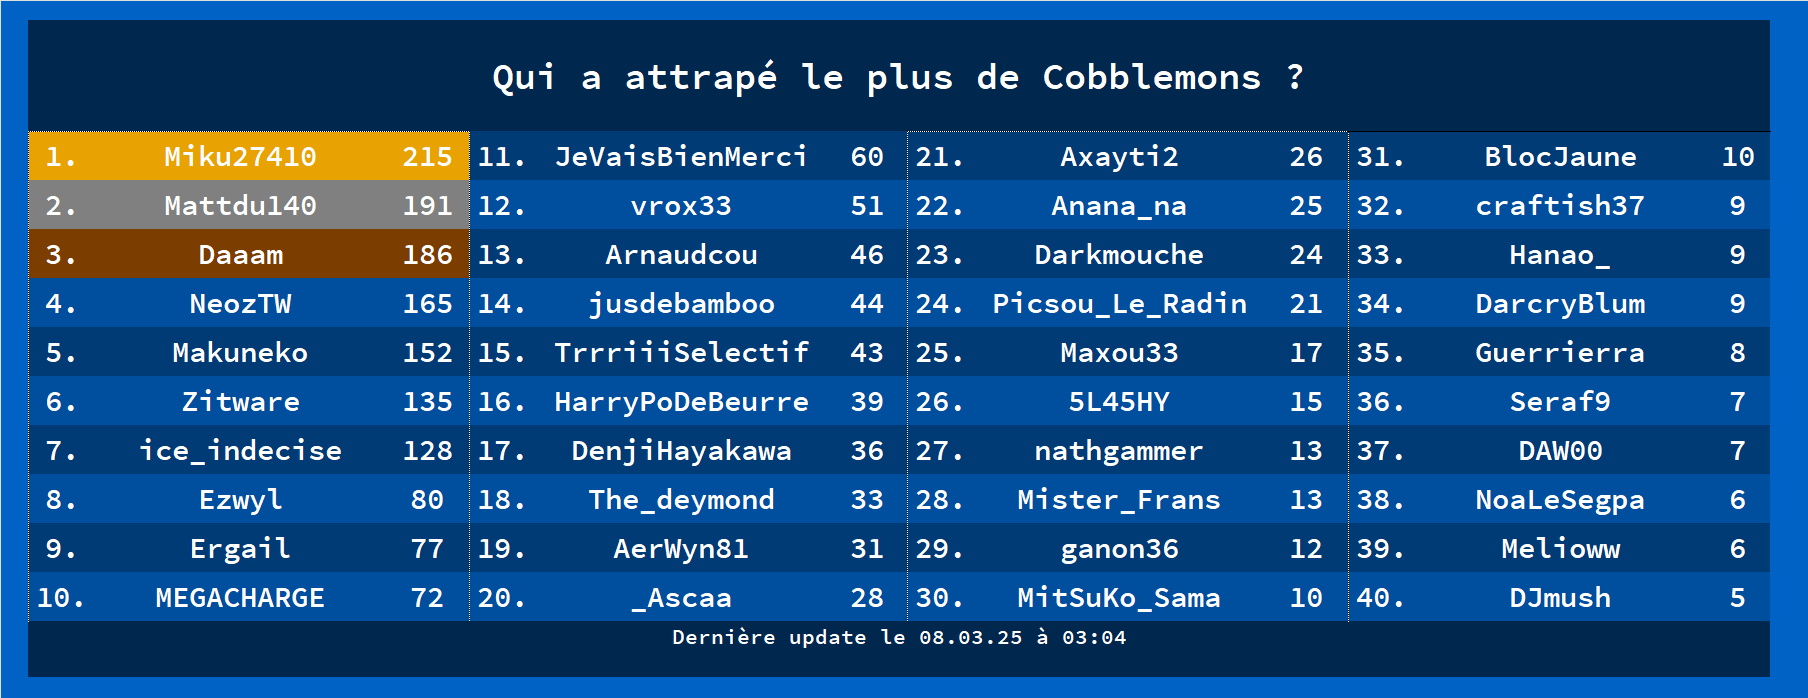 Qui a attrapé le plus de Cobblemons ?
1. Miku27410 215 11. JeVaisBienMerci 60 21. Axayti2 26 31. BlocJaune 10
2. Mattdu140 191 12. vrox33 51 22. Anana_na 25 32. craftish37 9
3. Daaam 186 13. Arnaudcou 46 23. Darkmouche 24 33. Hanao_ 9
4. NeozTW 165 14. jusdebamboo 44 24. Picsou_Le_Radin 21 34. DarcryBlum 9
5. Makuneko 152 15. TrrriiiSelectif 43 25. Maxou33 17 35. Guerrierra 8
6. Zitware 135 16. HarryPoDeBeurre 39 26. 5L45HY 15 36. Seraf9 7
7. ice_indecise 128 17. DenjiHayakawa 36 27. nathgammer 13 37. DAW00 7
8. Ezwyl 80 18. The_deymond 33 28. Mister_Frans 13 38. NoaLeSegpa 6
9. Ergail 77 19. AerWyn81 31 29. ganon36 12 39. Melioww 6
10. MEGACHARGE 72 20. _Ascaa 28 30. MitSuKo_Sama 10 40. DJmush 5
Dernière update le 08.03.25 à 03:04